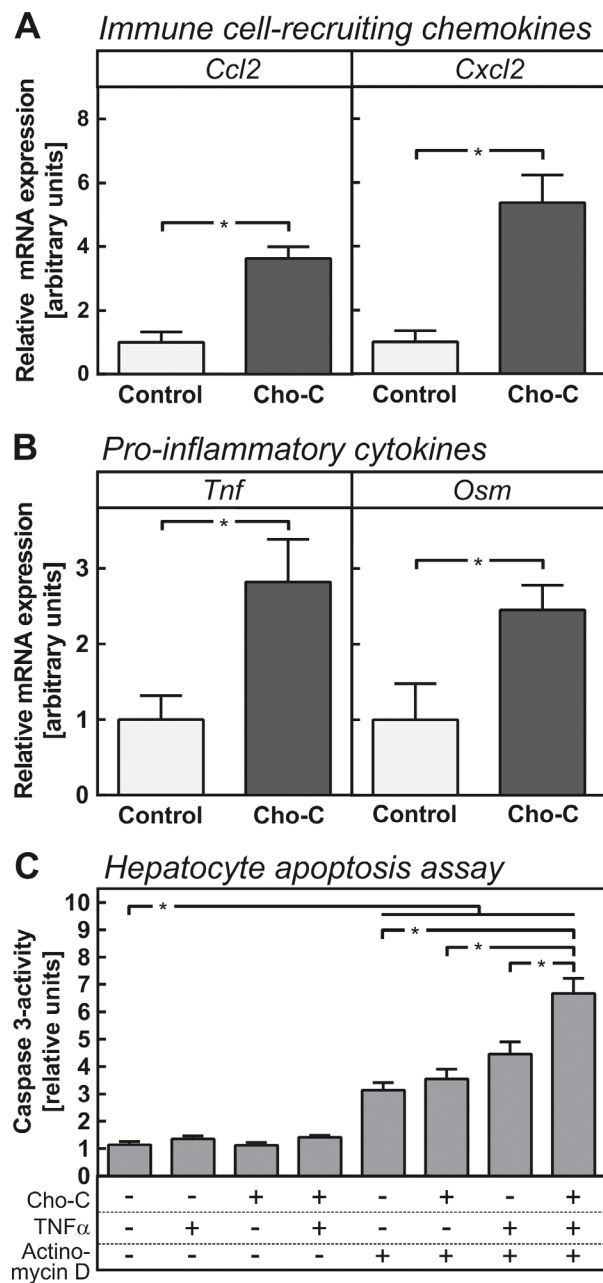 A Immune cell-recruiting chemokines
Ccl2 Cxcl2
Relative mRNA expression
[arbitrary units]
8
6
4
2
0
*
*
Control Cho-C Control Cho-C
B Pro-inflammatory cytokines
Tnf Osm
Relative mRNA expression
[arbitrary units]
3
2
1
0
*
*
Control Cho-C Control Cho-C
C Hepatocyte apoptosis assay
Caspase 3-activity
[relative units]
10
9
8
7
6
5
4
3
2
1
0
*
*
*
*
Cho-C - - + + - + - +
TNFα - + - + - - + +
Actino-
mycin D - - - - + + + +